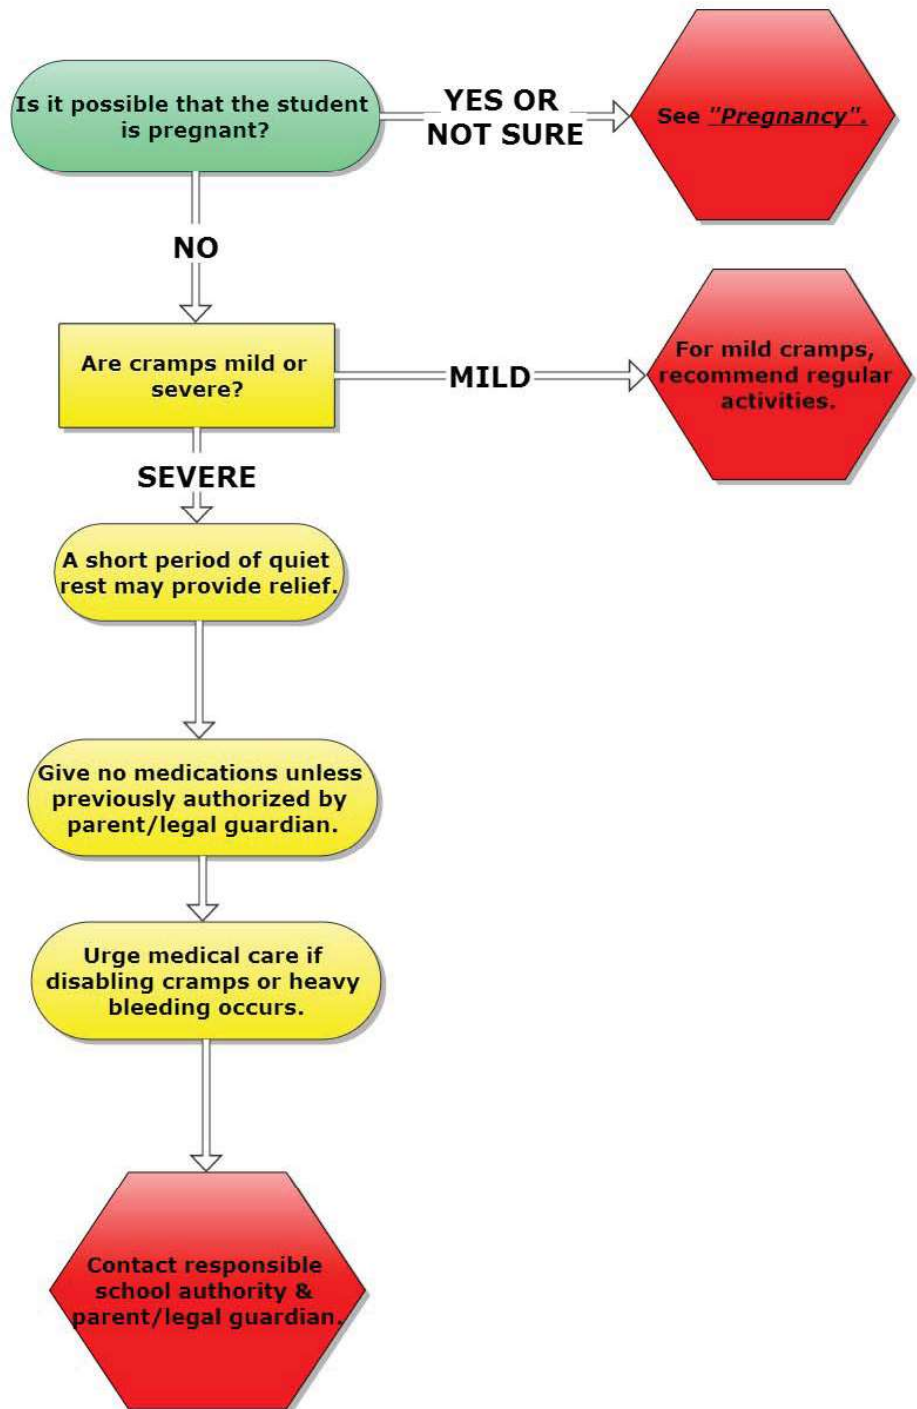 Is it possible that the student
is pregnant?
YES OR
NOT SURE
See "Pregnancy".
NO
Are cramps mild or
severe?
MILD
For mild cramps,
recommend regular
activities.
SEVERE
A short period of quiet
rest may provide relief.
Give no medications unless
previously authorized by
parent/legal guardian.
Urge medical care if
disabling cramps or heavy
bleeding occurs.
Contact responsible
school authority &
parent/legal guardian.